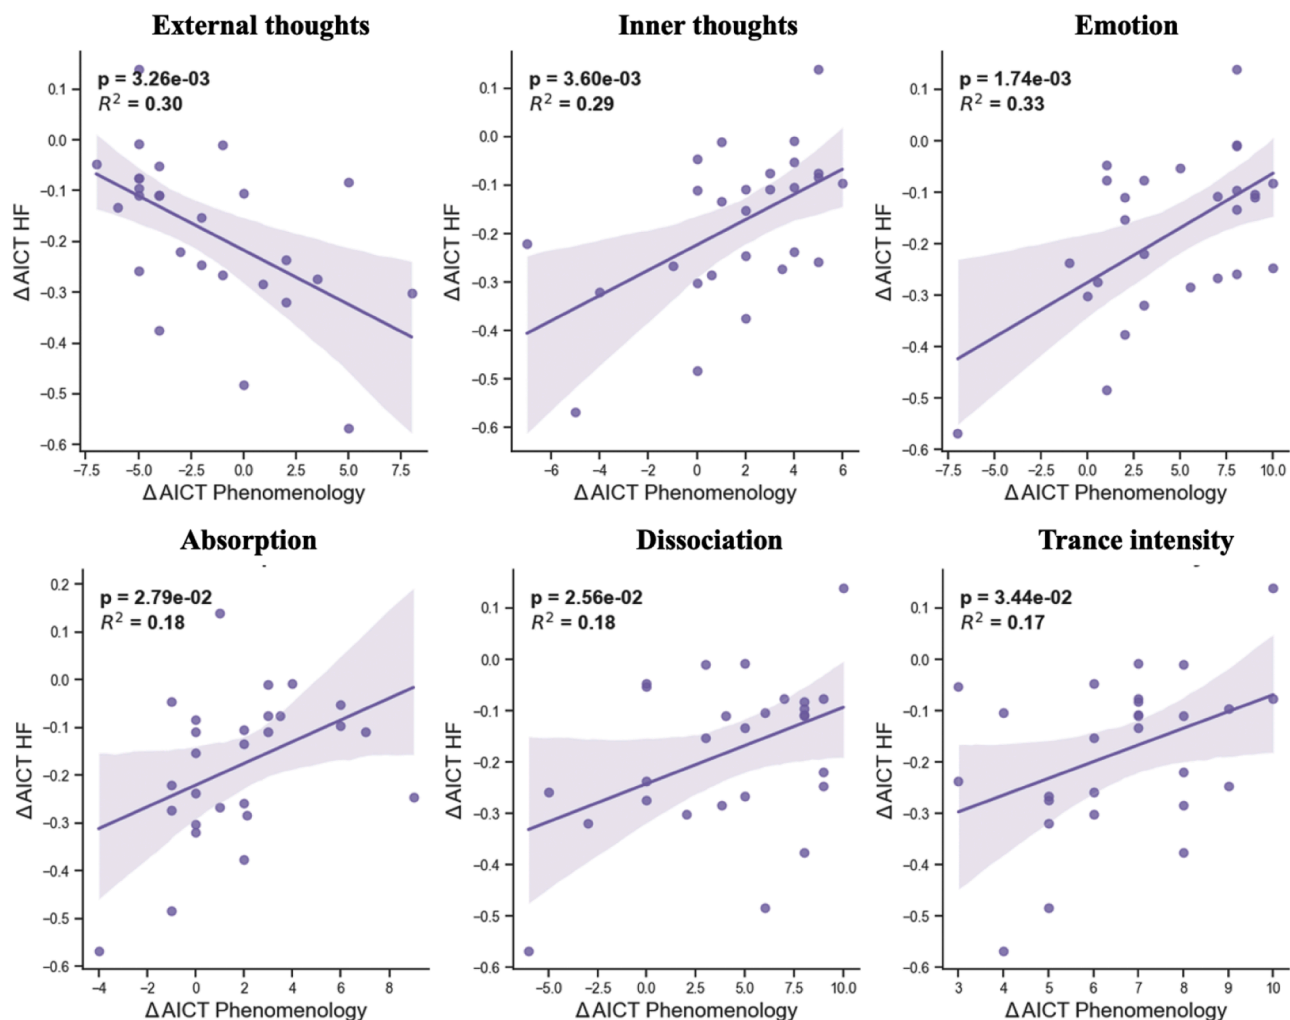 External thoughts
p = 3.26e-03
R² = 0.30
ΔAICT HF
0.1
0.0
−0.1
−0.2
−0.3
−0.4
−0.5
−0.6
−7.5 −5.0 −2.5 0.0 2.5 5.0 7.5
ΔAICT Phenomenology
Inner thoughts
p = 3.60e-03
R² = 0.29
ΔAICT HF
0.1
0.0
−0.1
−0.2
−0.3
−0.4
−0.5
−0.6
−6 −4 −2 0 2 4 6
ΔAICT Phenomenology
Emotion
p = 1.74e-03
R² = 0.33
ΔAICT HF
0.1
0.0
−0.1
−0.2
−0.3
−0.4
−0.5
−0.6
−7.5 −5.0 −2.5 0.0 2.5 5.0 7.5 10.0
ΔAICT Phenomenology
Absorption
p = 2.79e-02
R² = 0.18
ΔAICT HF
0.2
0.1
0.0
−0.1
−0.2
−0.3
−0.4
−0.5
−0.6
−4 −2 0 2 4 6 8
ΔAICT Phenomenology
Dissociation
p = 2.56e-02
R² = 0.18
ΔAICT HF
0.1
0.0
−0.1
−0.2
−0.3
−0.4
−0.5
−0.6
−5.0 −2.5 0.0 2.5 5.0 7.5 10.0
ΔAICT Phenomenology
Trance intensity
p = 3.44e-02
R² = 0.17
ΔAICT HF
0.1
0.0
−0.1
−0.2
−0.3
−0.4
−0.5
−0.6
3 4 5 6 7 8 9 10
ΔAICT Phenomenology